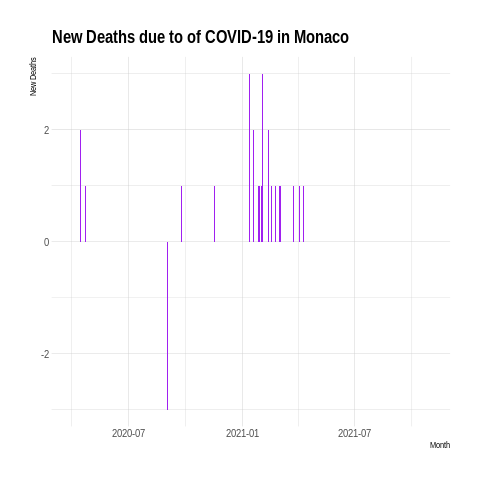 New Deaths due to of COVID-19 in Monaco
New Deaths
2
0
-2
2020-07 2021-01 2021-07
Month